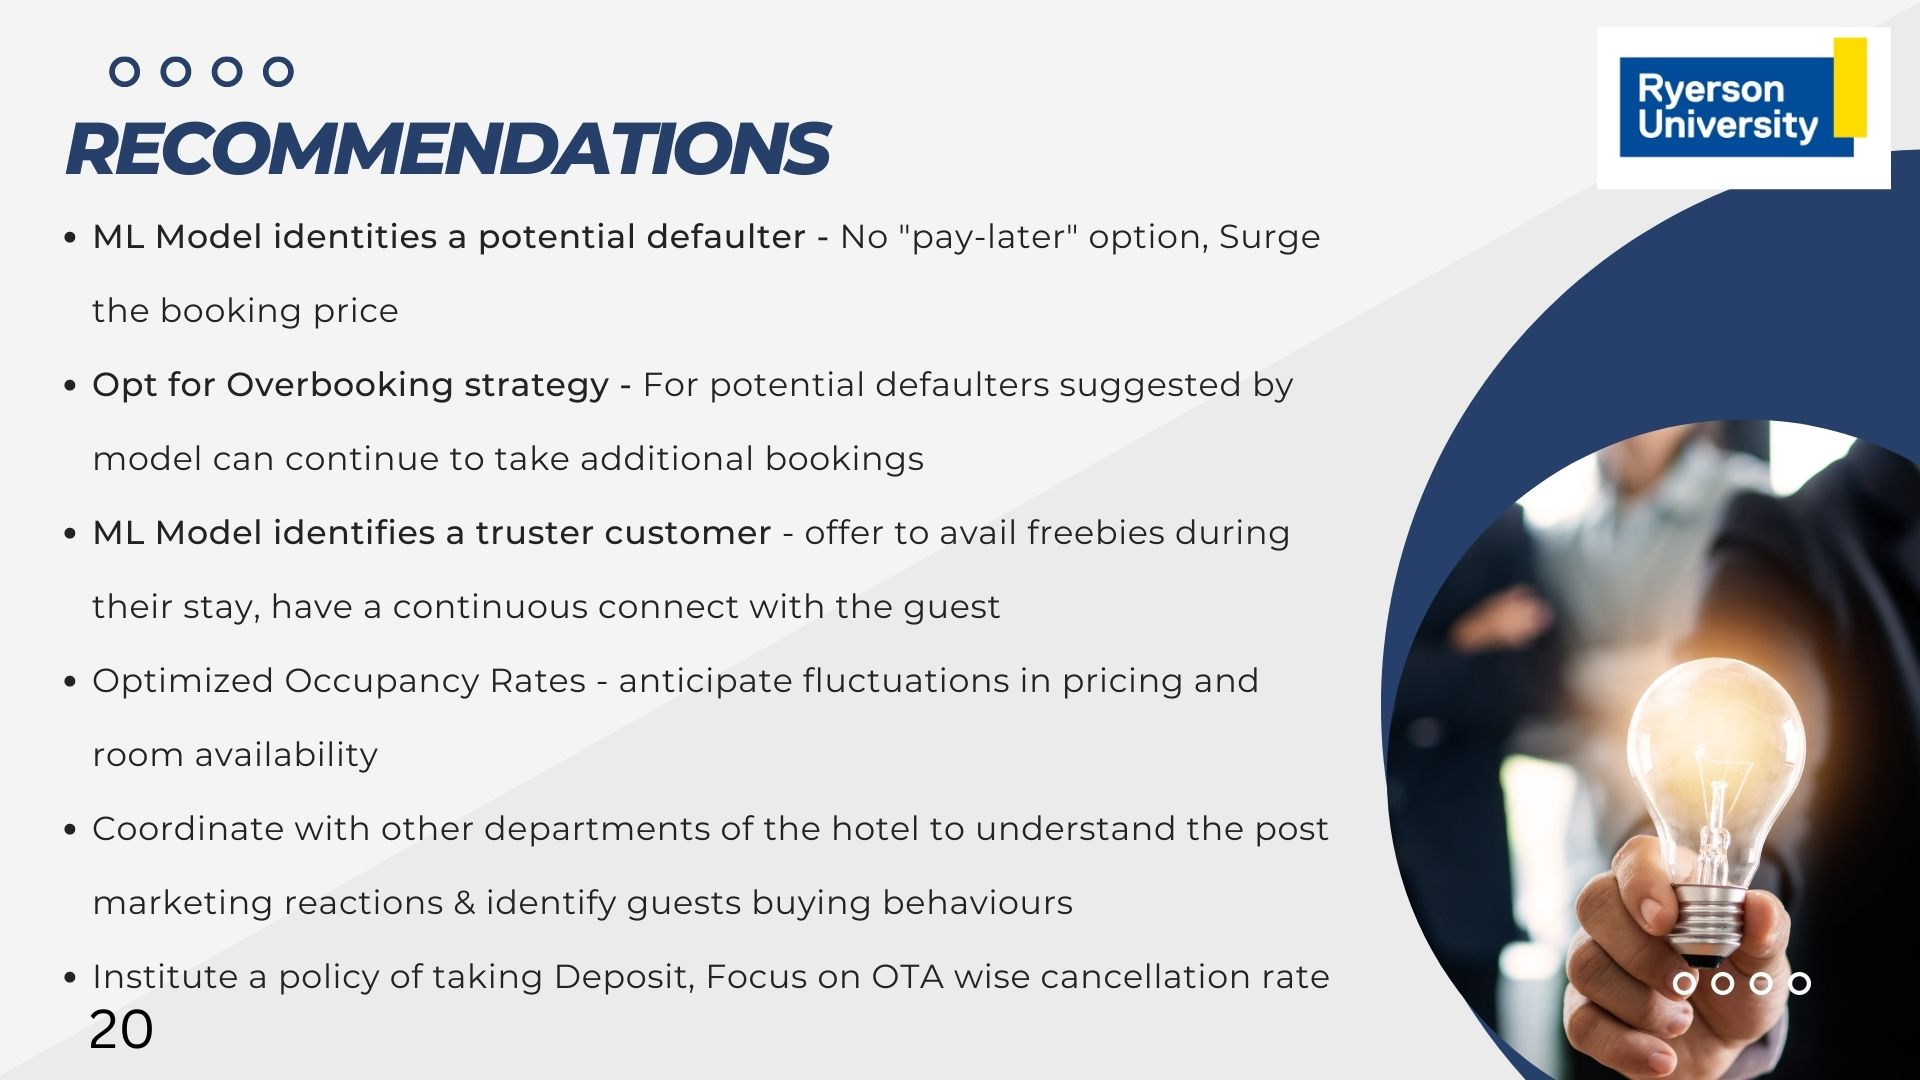 Ryerson
University
RECOMMENDATIONS
• ML Model identities a potential defaulter - No "pay-later" option, Surge
the booking price
• Opt for Overbooking strategy - For potential defaulters suggested by
model can continue to take additional bookings
• ML Model identifies a truster customer - offer to avail freebies during
their stay, have a continuous connect with the guest
• Optimized Occupancy Rates - anticipate fluctuations in pricing and
room availability
• Coordinate with other departments of the hotel to understand the post
marketing reactions & identify guests buying behaviours
• Institute a policy of taking Deposit, Focus on OTA wise cancellation rate
20